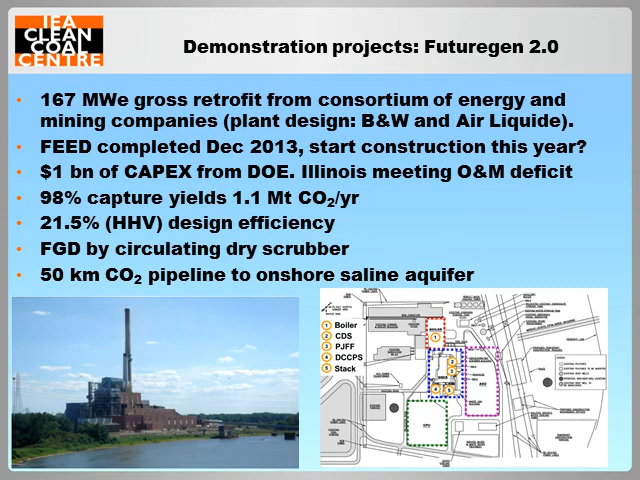 IEA
CLEAN
COAL
CENTRE
Demonstration projects: Futuregen 2.0
• 167 MWe gross retrofit from consortium of energy and
mining companies (plant design: B&W and Air Liquide).
• FEED completed Dec 2013, start construction this year?
• $1 bn of CAPEX from DOE. Illinois meeting O&M deficit
• 98% capture yields 1.1 Mt CO₂/yr
• 21.5% (HHV) design efficiency
• FGD by circulating dry scrubber
• 50 km CO₂ pipeline to onshore saline aquifer
1 Boiler
2 CDS
3 PJFF
4 DCCPS
5 Stack
BOILER
1
ASU
CPU